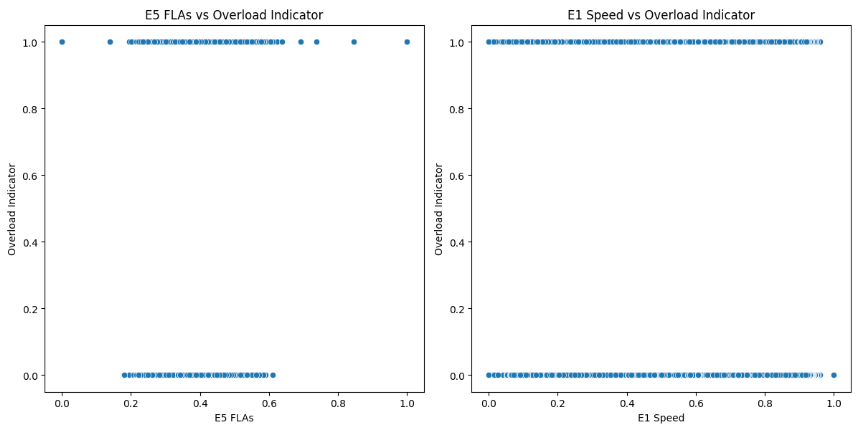 E5 FLAs vs Overload Indicator
1.0
0.8
0.6
0.4
0.2
0.0
Overload Indicator
0.0 0.2 0.4 0.6 0.8 1.0
E5 FLAs
E1 Speed vs Overload Indicator
1.0
0.8
0.6
0.4
0.2
0.0
Overload Indicator
0.0 0.2 0.4 0.6 0.8 1.0
E1 Speed